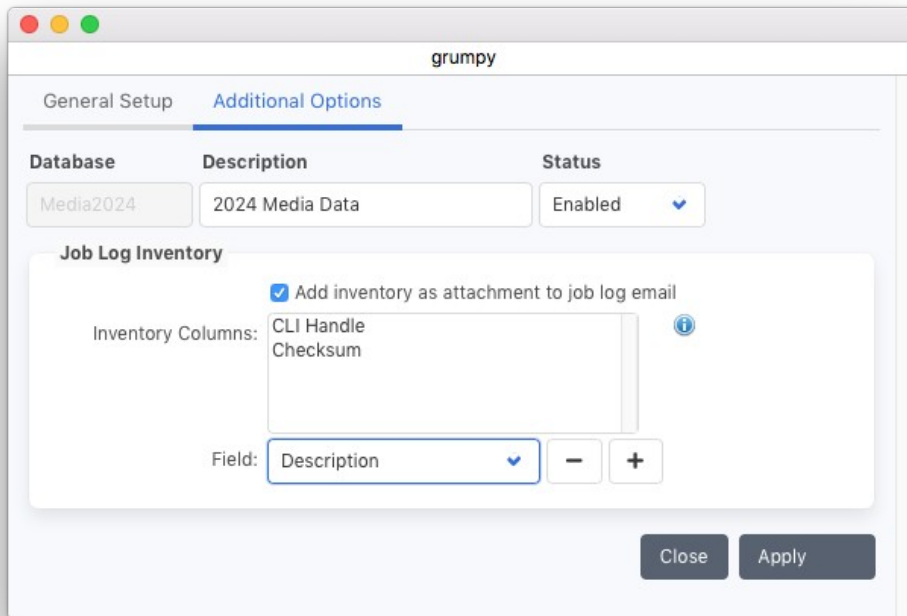 grumpy
General Setup Additional Options
Database Description Status
Media2024 2024 Media Data Enabled
Job Log Inventory
Add inventory as attachment to job log email
Inventory Columns: CLI Handle
Checksum
Field: Description − +
Close Apply